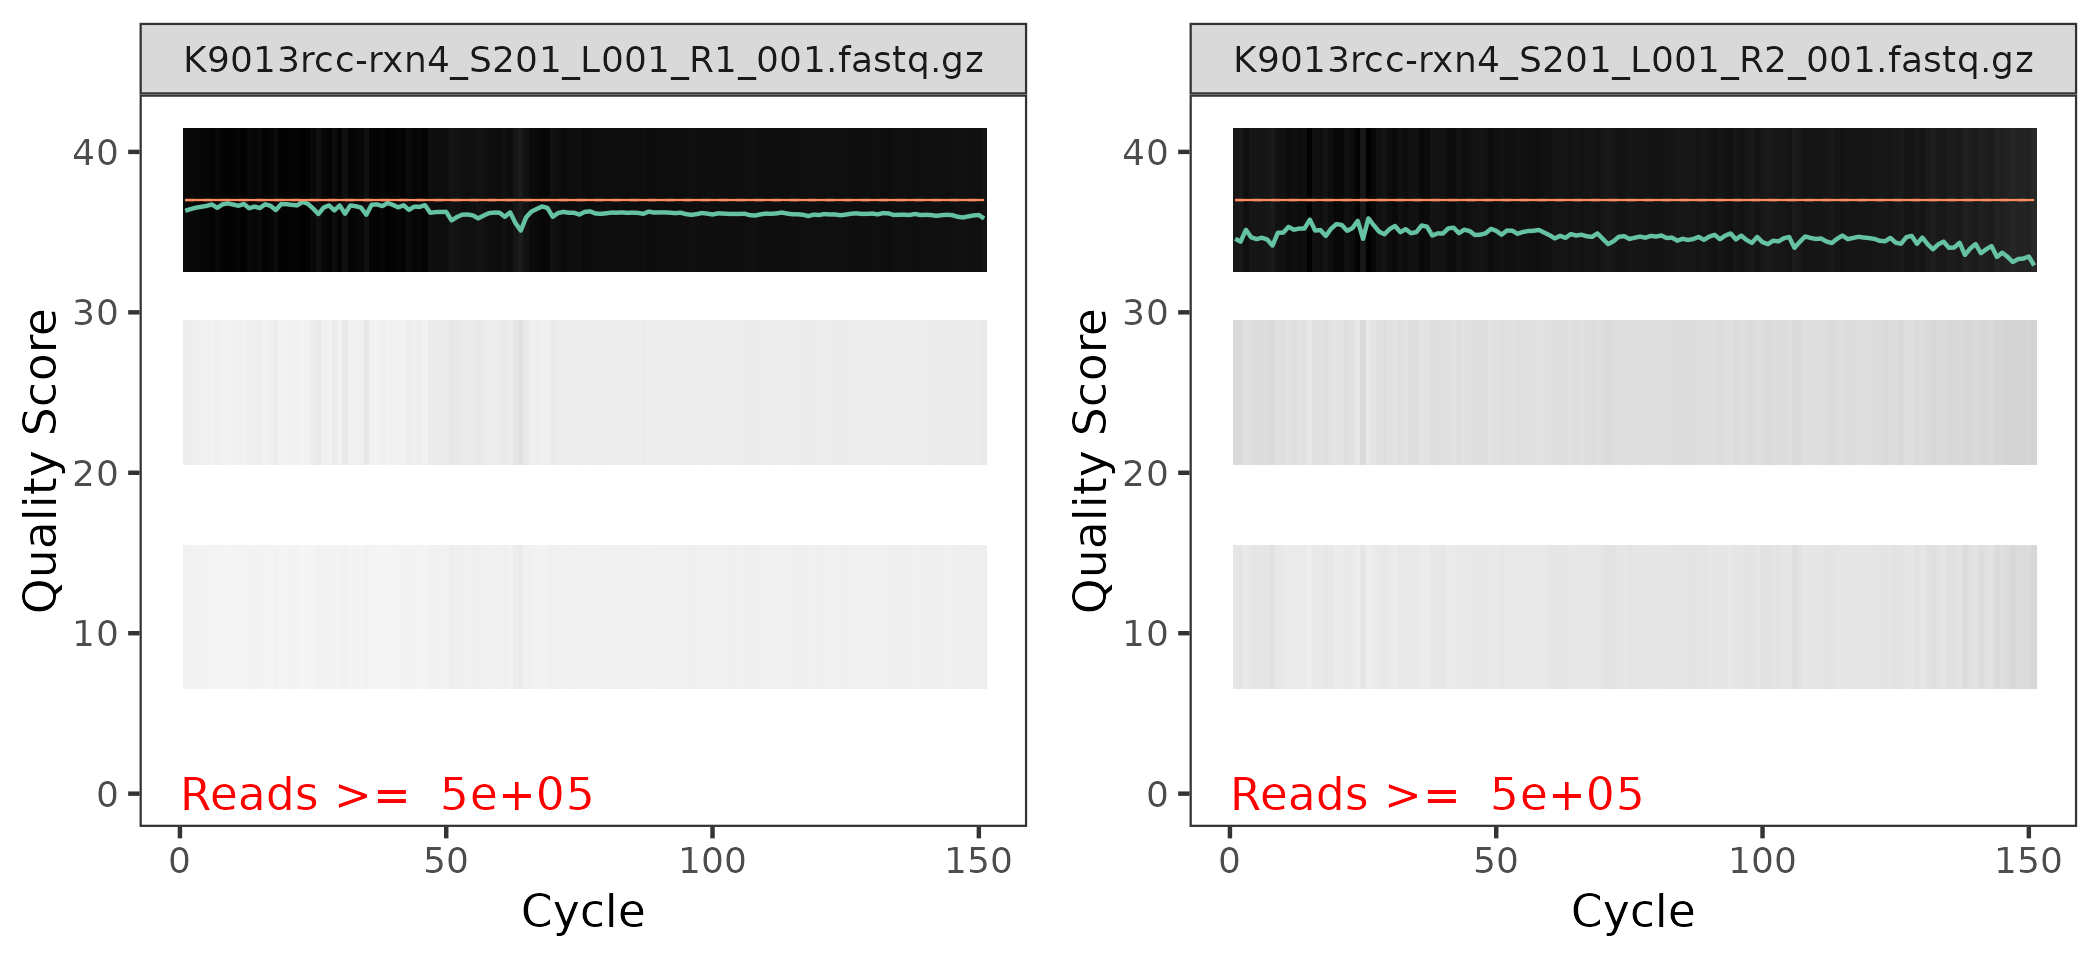 K9013rcc-rxn4_S201_L001_R1_001.fastq.gz
40
30
20
10
0
Quality Score
Reads >= 5e+05
0 50 100 150
Cycle
K9013rcc-rxn4_S201_L001_R2_001.fastq.gz
40
30
20
10
0
Quality Score
Reads >= 5e+05
0 50 100 150
Cycle